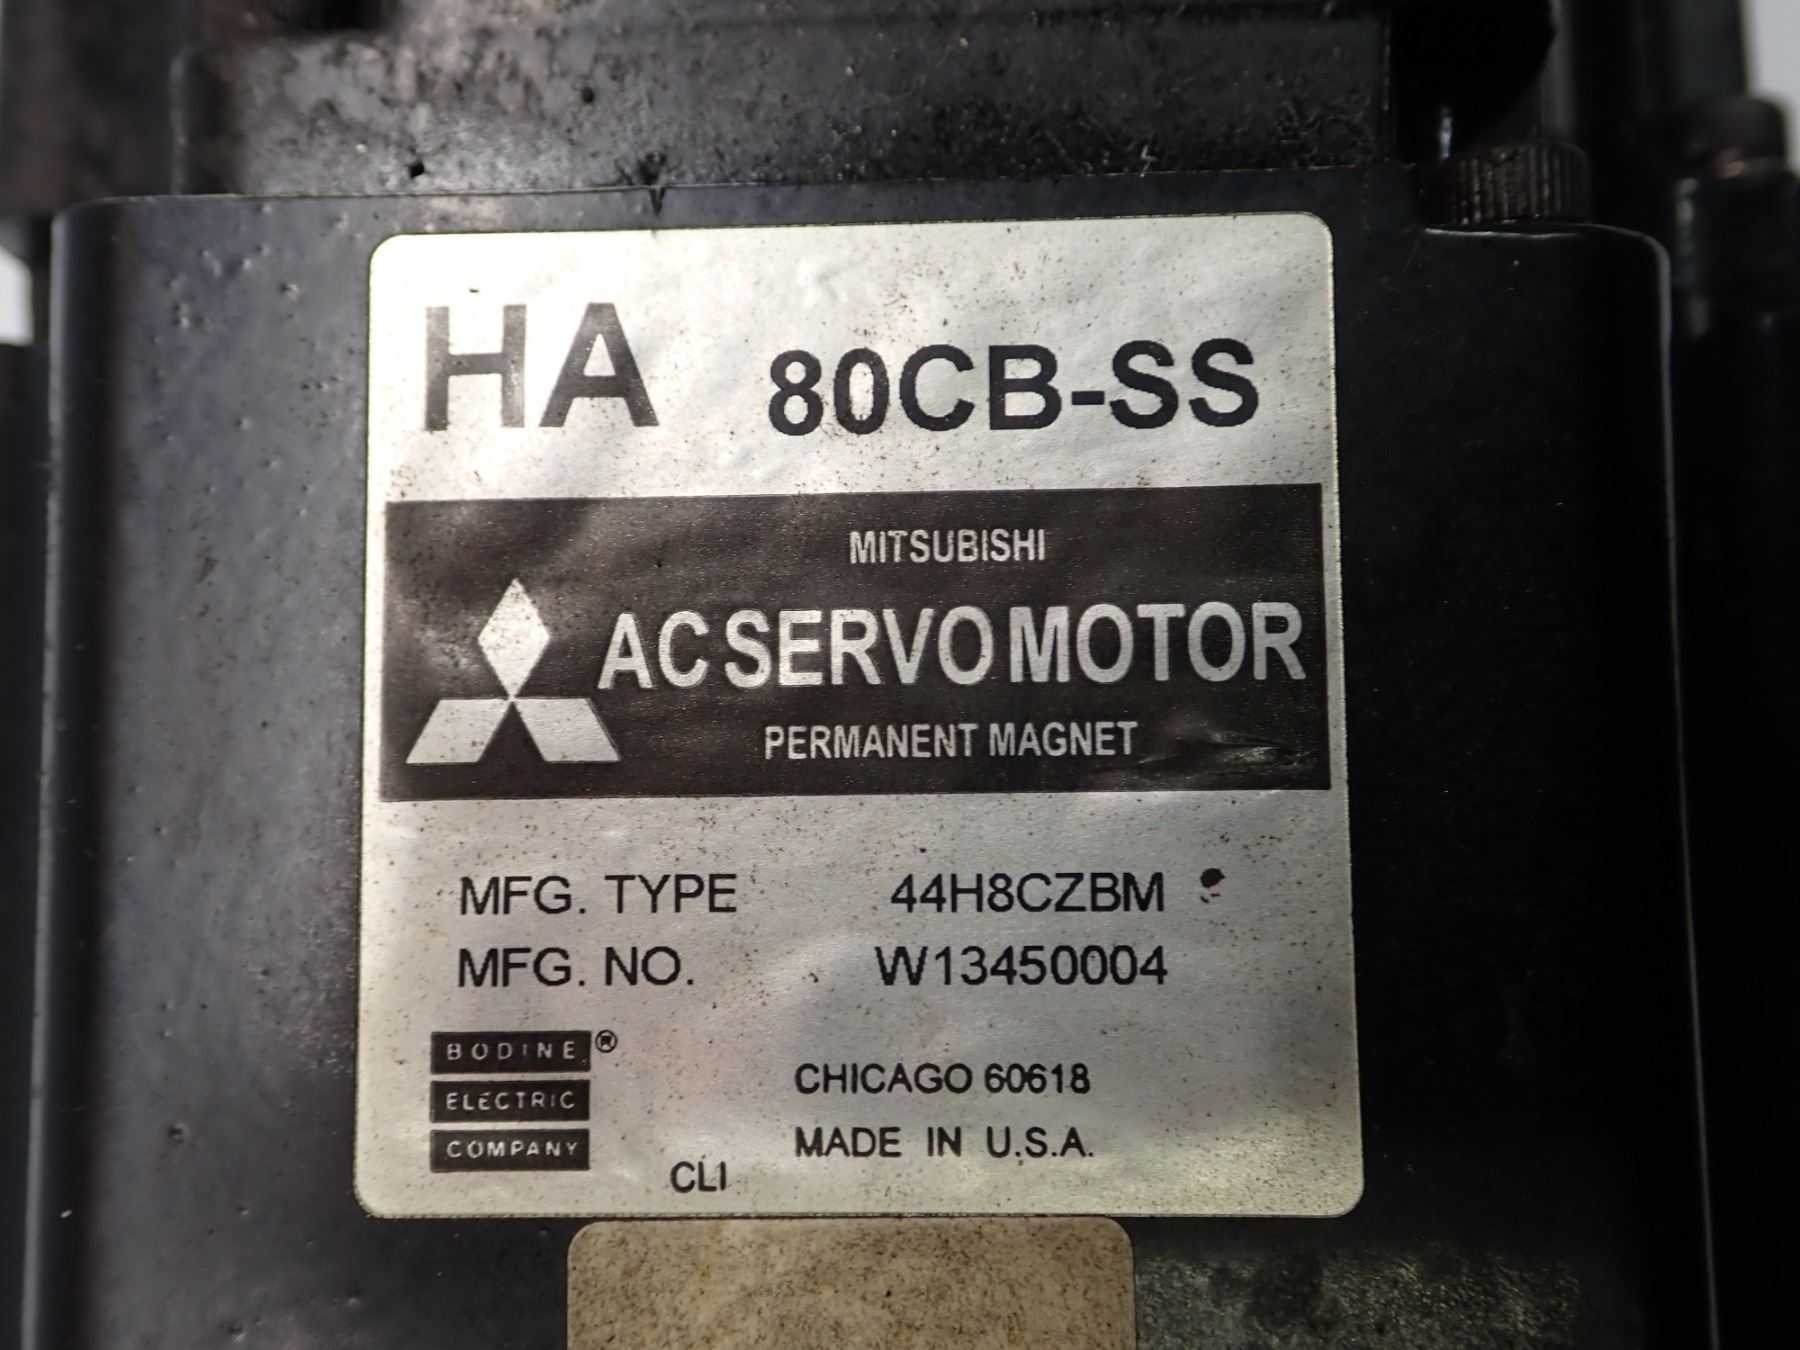 HA 80CB-SS
MITSUBISHI
AC SERVO MOTOR
PERMANENT MAGNET
MFG. TYPE 44H8CZBM
MFG. NO. W13450004
BODINE ®
ELECTRIC
COMPANY
CHICAGO 60618
MADE IN U.S.A.
CLI